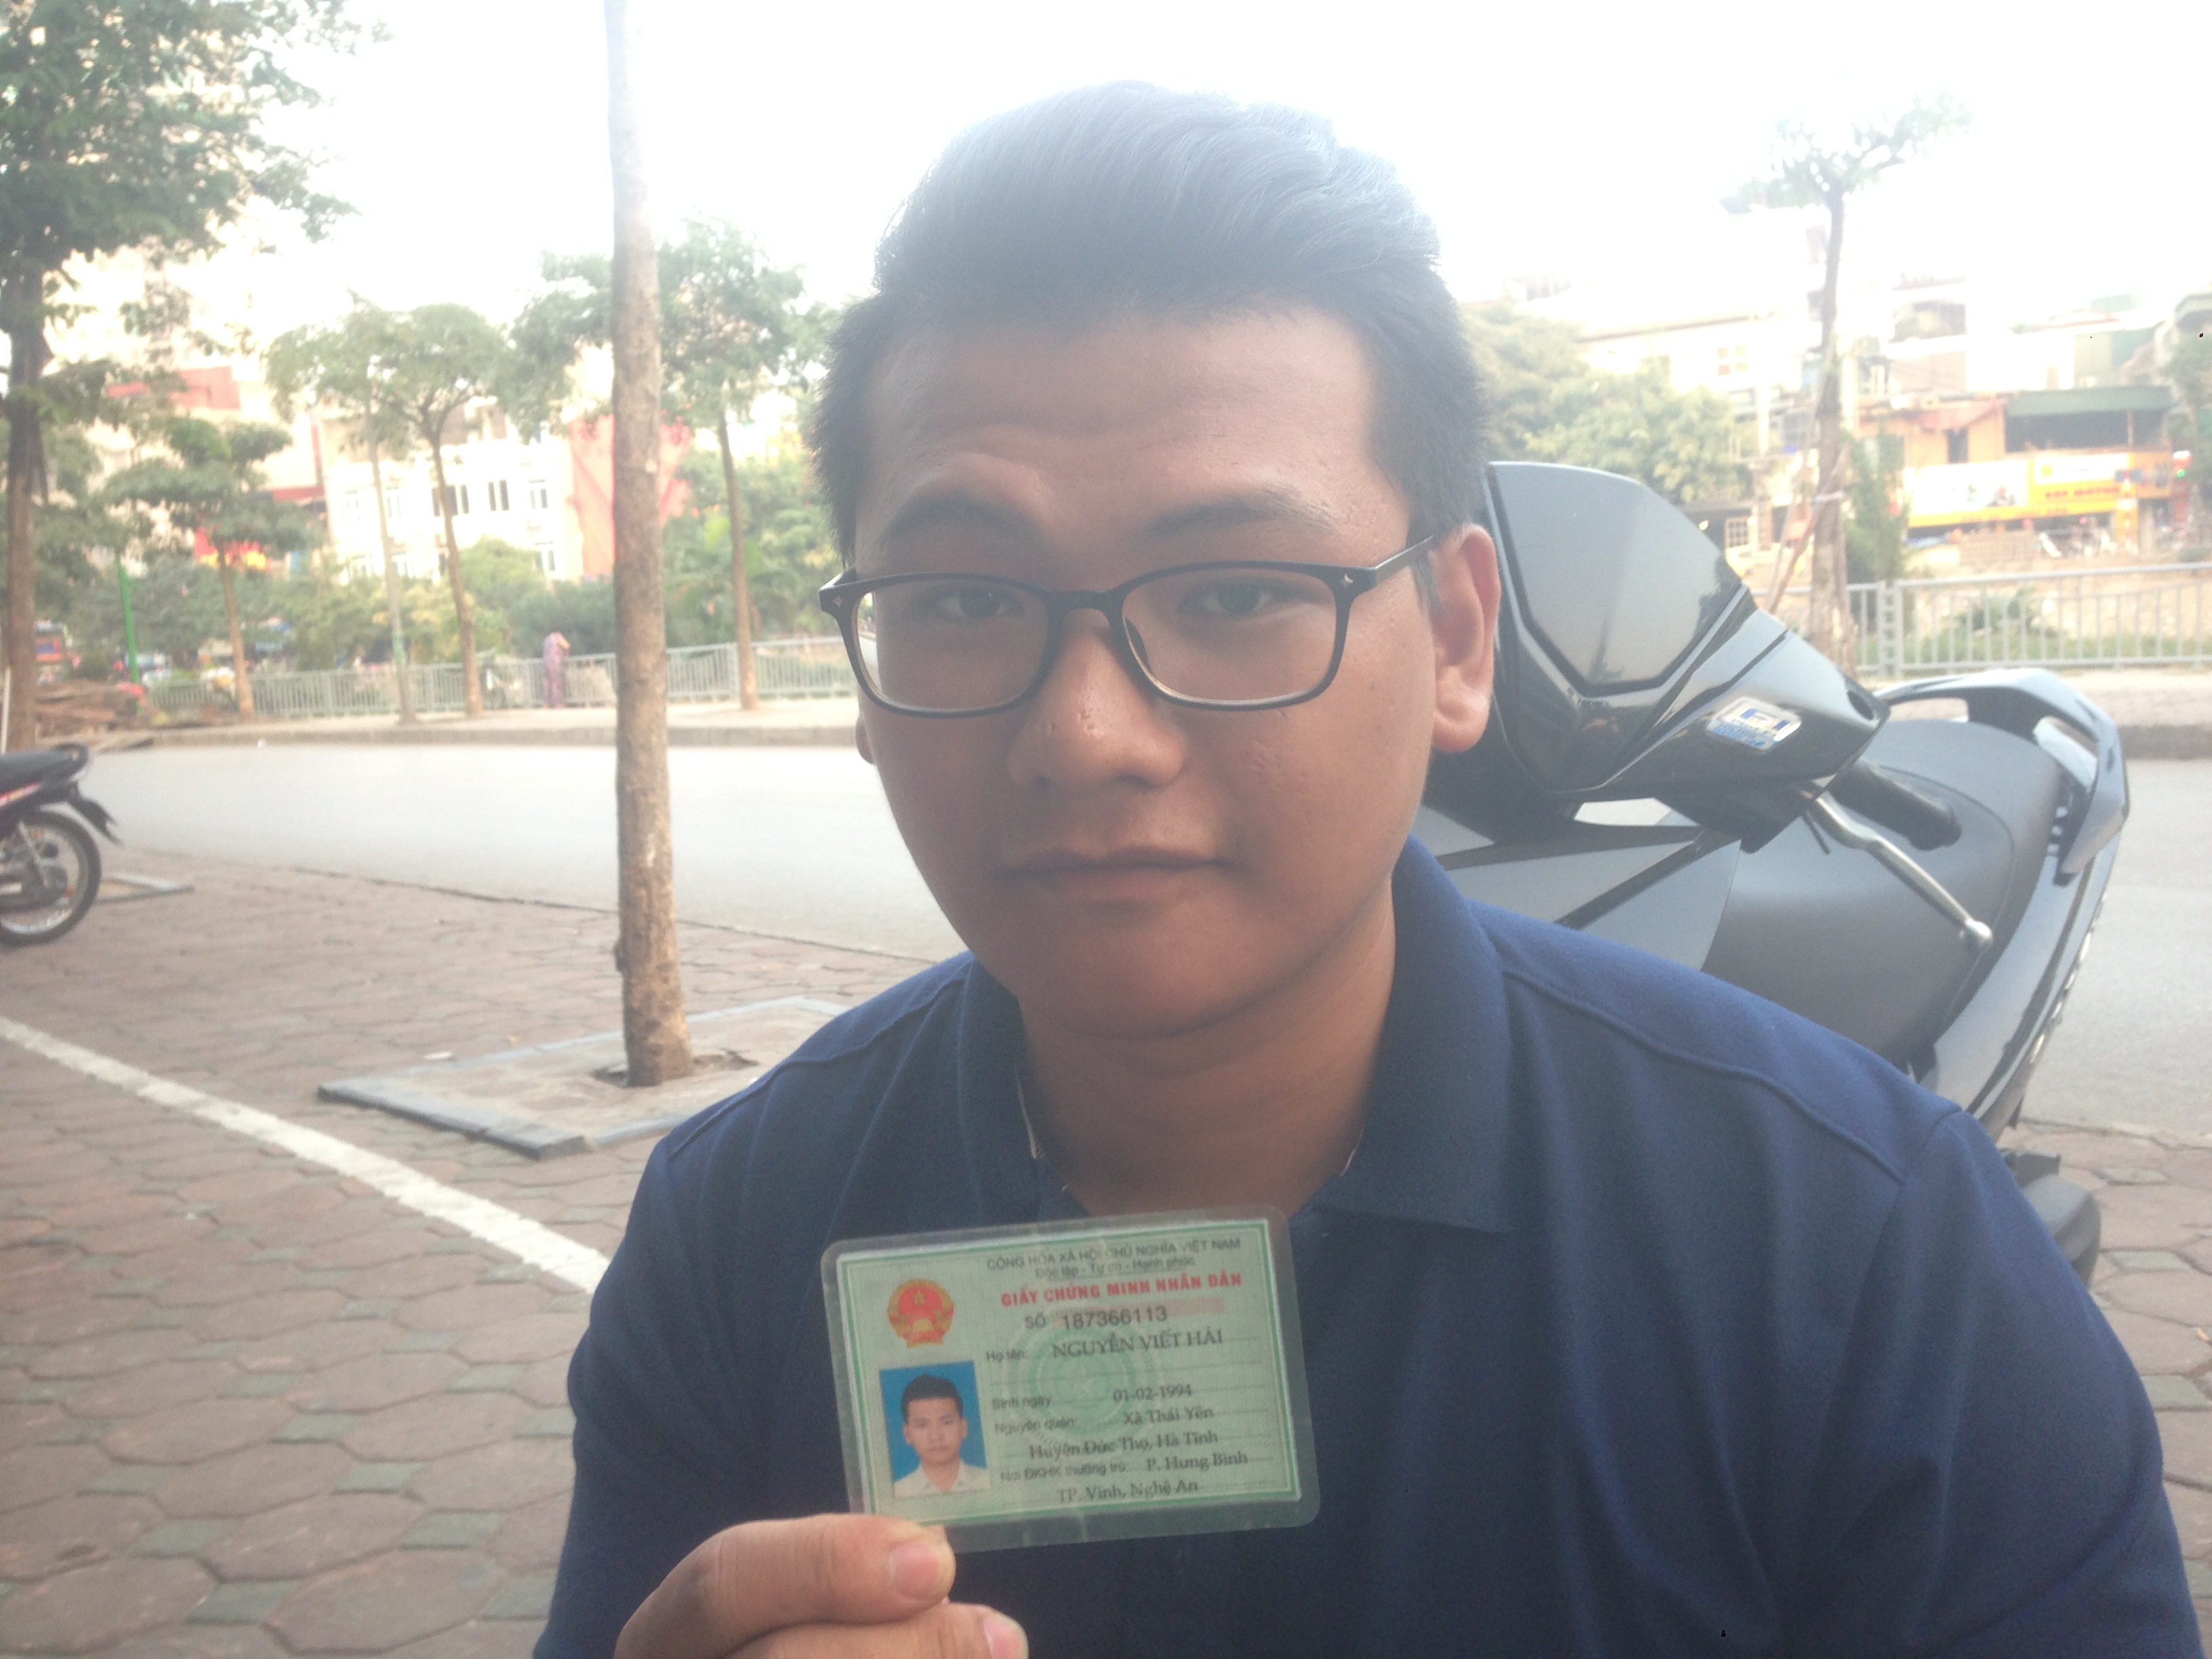 CỘNG HÒA XÃ HỘI CHỦ NGHĨA VIỆT NAM
Độc lập - Tự do - Hạnh phúc
GIẤY CHỨNG MINH NHÂN DÂN
SỐ 187366113
Họ tên: NGUYỄN VIẾT HẢI
Sinh ngày 01-02-1994
Nguyên quán: Xã Thái Yên
Huyện Đức Thọ, Hà Tĩnh
Nơi ĐKHK thường trú: P. Hưng Bình
TP. Vinh, Nghệ An
FI